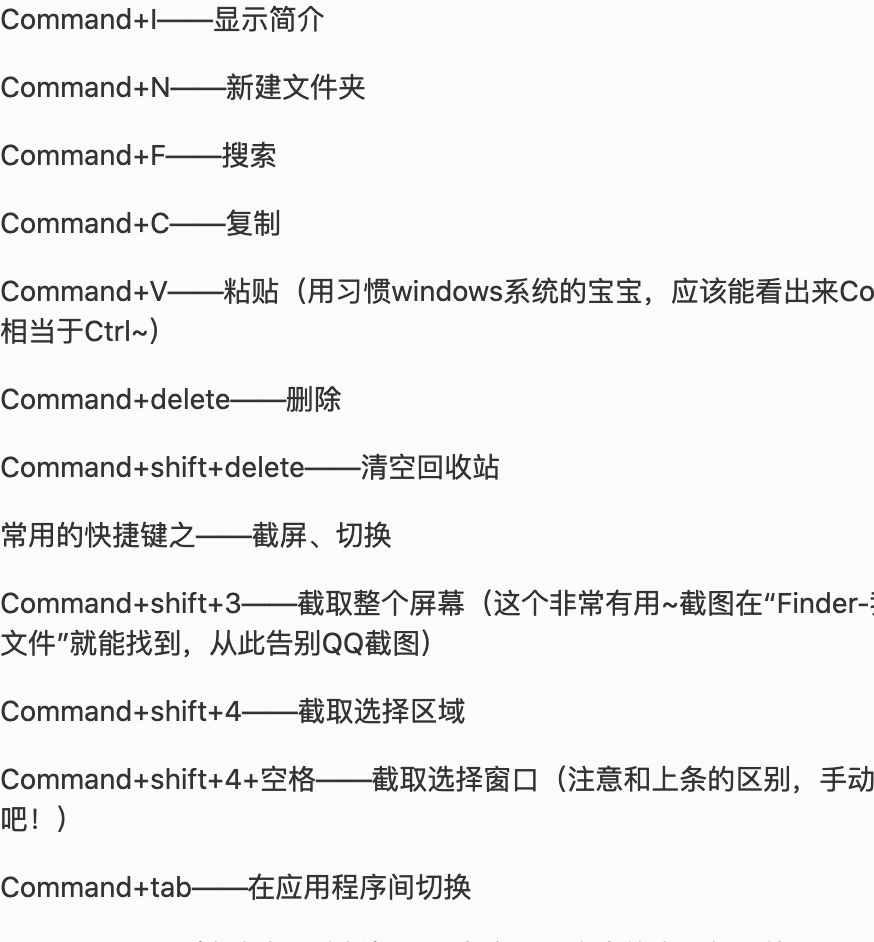 Command+I——显示简介
Command+N——新建文件夹
Command+F——搜索
Command+C——复制
Command+V——粘贴（用习惯windows系统的宝宝，应该能看出来Co
相当于Ctrl~）
Command+delete——删除
Command+shift+delete——清空回收站
常用的快捷键之——截屏、切换
Command+shift+3——截取整个屏幕（这个非常有用~截图在“Finder-
文件”就能找到，从此告别QQ截图）
Command+shift+4——截取选择区域
Command+shift+4+空格——截取选择窗口（注意和上条的区别，手动
吧！）
Command+tab——在应用程序间切换